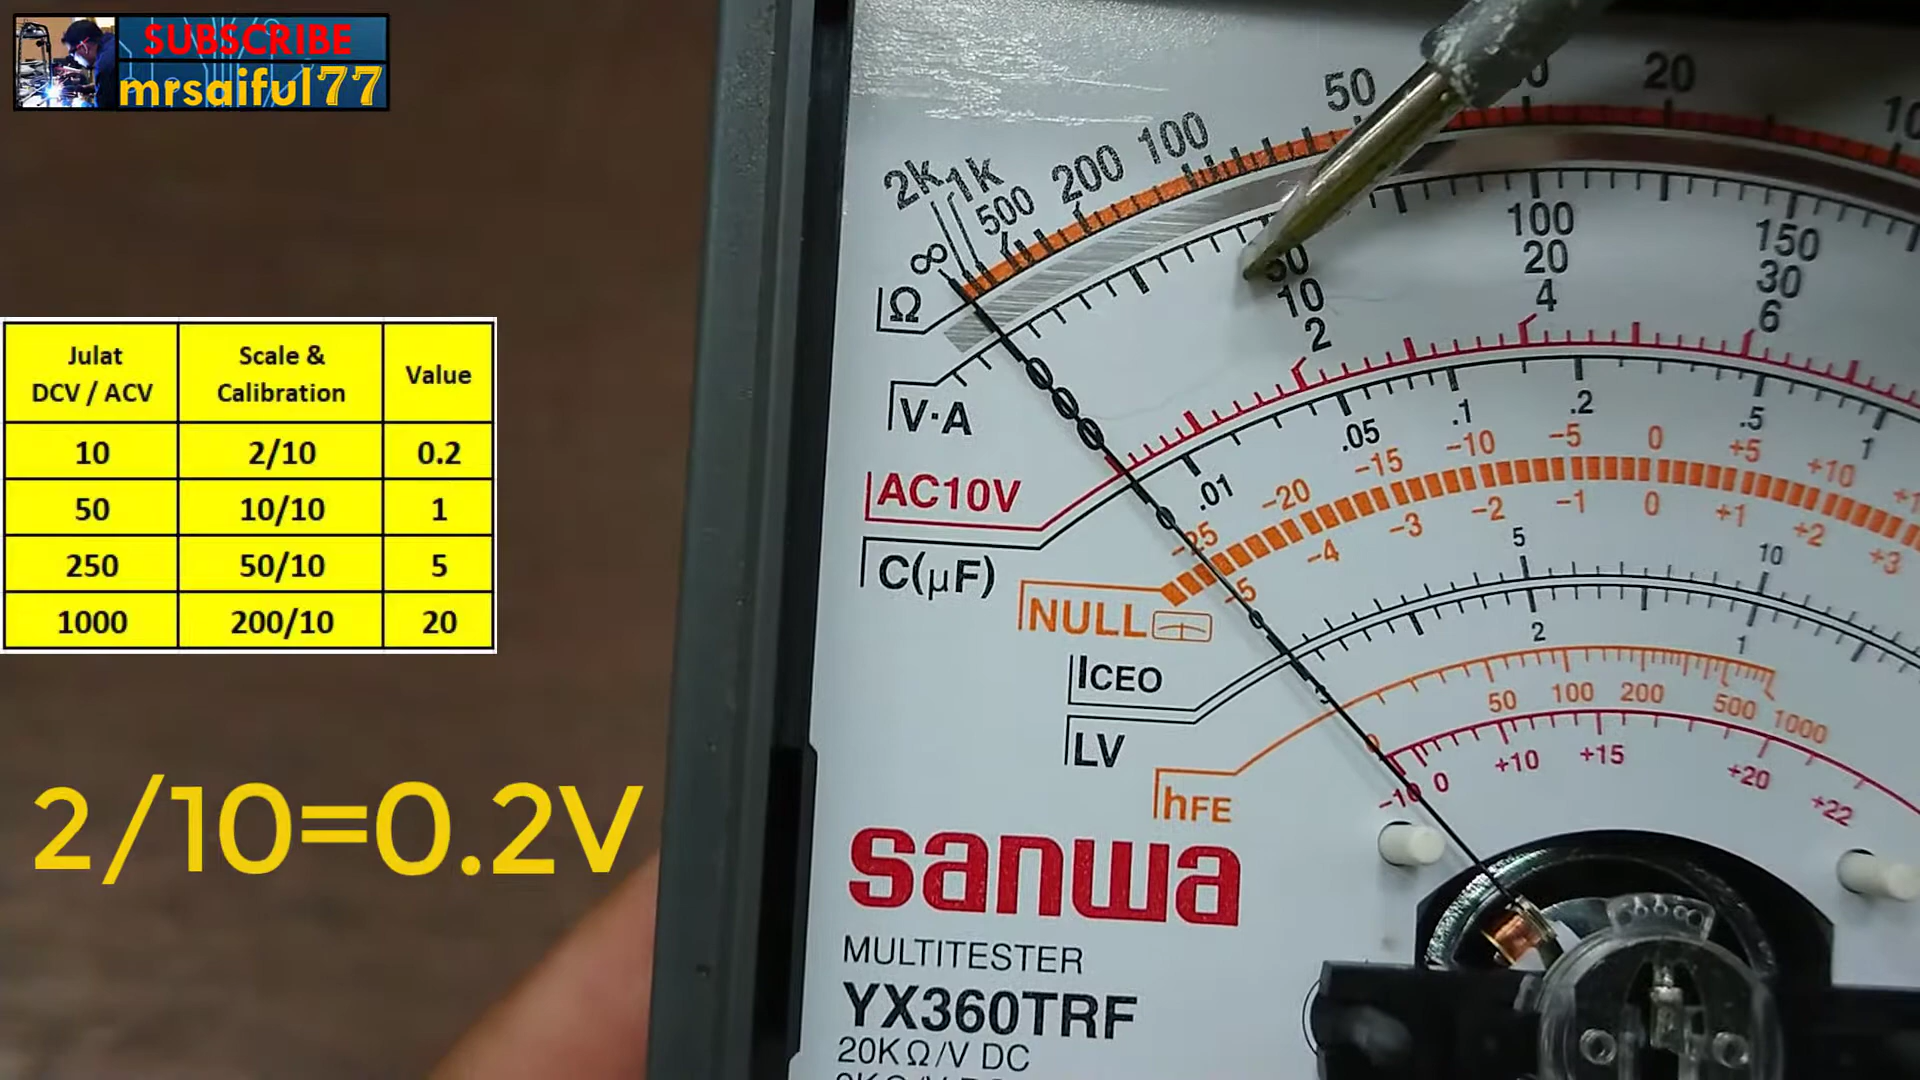 SUBSCRIBE
mrsaiful77
Julat DCV / ACV
Scale & Calibration
Value
10 2/10 0.2
50 10/10 1
250 50/10 5
1000 200/10 20
2/10=0.2V
∞ 2k 1k 500 200 100 50 20
Ω
100 150
10 20 30
2 4 6
V·A
AC10V
.01 .05 .1 .2 .5 1
C(μF)
-25 -20 -15 -10 -5 0 +5 +10
-5 -4 -3 -2 -1 0 +1 +2 +3
NULL
5 10
ICEO
2 1
LV
0 50 100 200 500 1000
hFE
-10 0 +10 +15 +20 +22
sanwa
MULTITESTER
YX360TRF
20KΩ/V DC